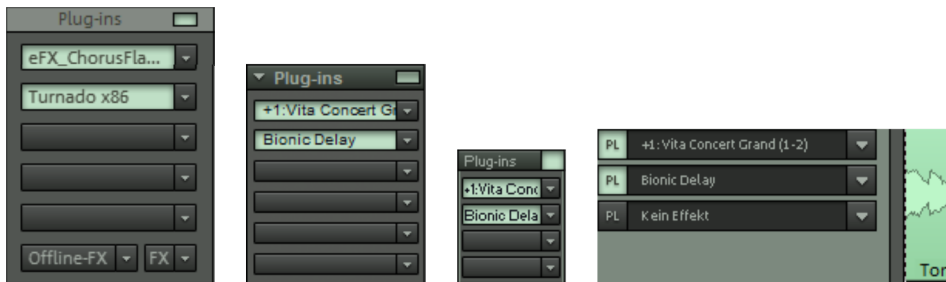 Plug-ins
eFX_ChorusFla...
Turnado x86
Offline-FX FX
Plug-ins
+1:Vita Concert Gr
Bionic Delay
Plug-ins
+1:Vita Conc
Bionic Dela
PL +1: Vita Concert Grand (1-2)
PL Bionic Delay
PL Kein Effekt
Tor